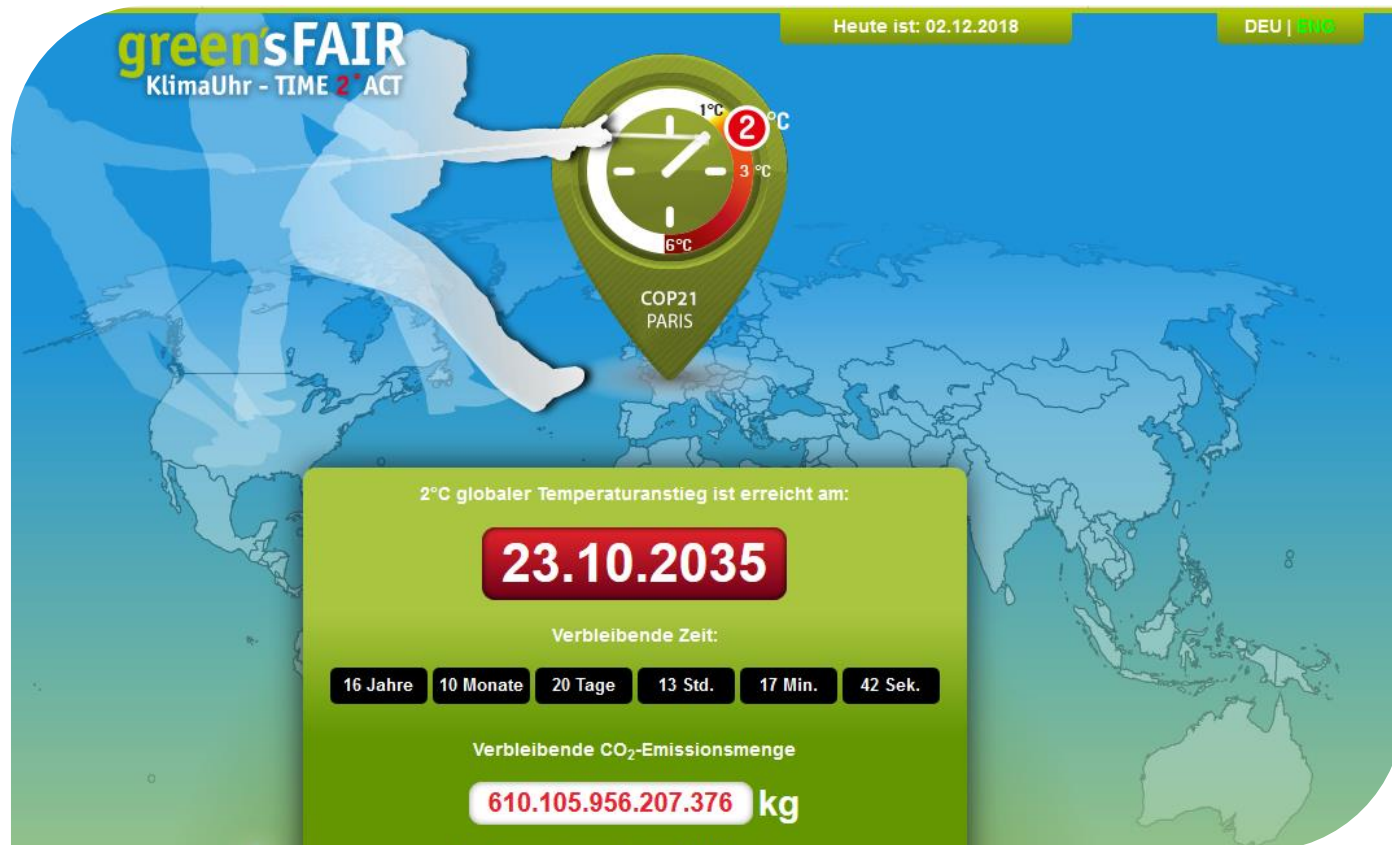 green'sFAIR
KlimaUhr - TIME 2° ACT
Heute ist: 02.12.2018
DEU | ENG
1°C
2 °C
3 °C
6°C
COP21
PARIS
2°C globaler Temperaturanstieg ist erreicht am:
23.10.2035
Verbleibende Zeit:
16 Jahre 10 Monate 20 Tage 13 Std. 17 Min. 42 Sek.
Verbleibende CO₂-Emissionsmenge
610.105.956.207.376 kg